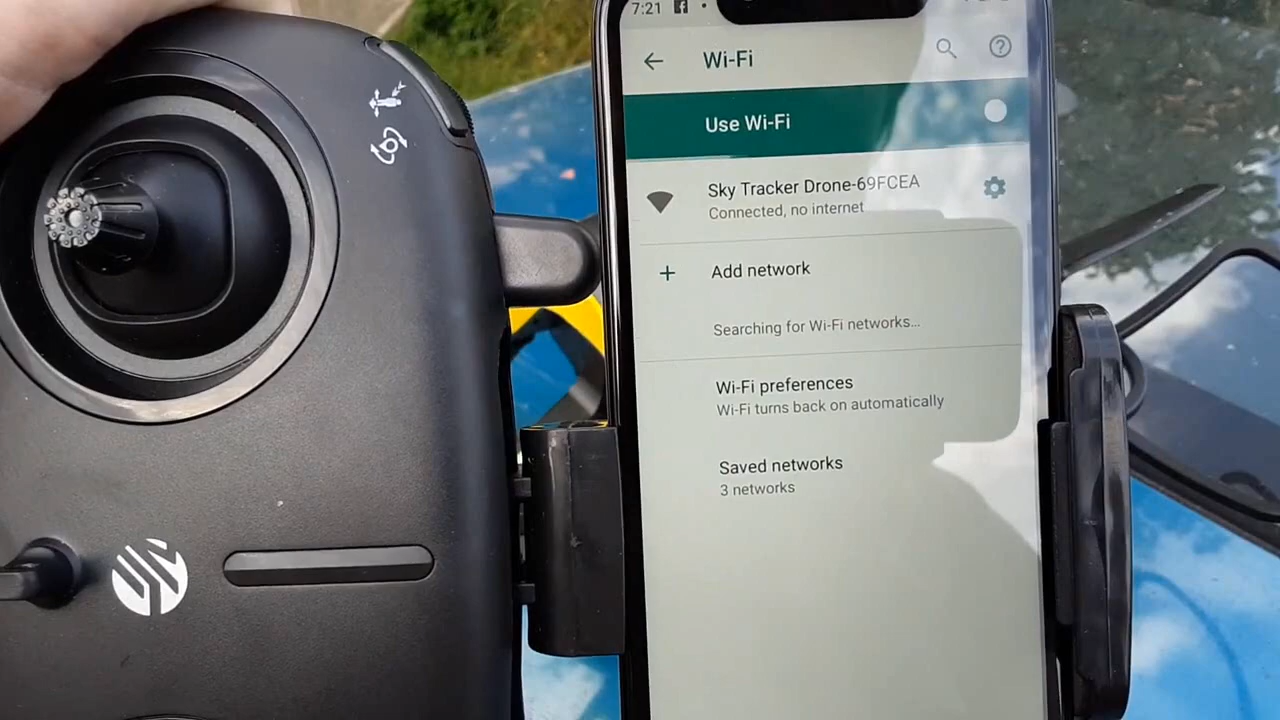 7:21
Wi-Fi
Use Wi-Fi
Sky Tracker Drone-69FCEA
Connected, no internet
Add network
Searching for Wi-Fi networks...
Wi-Fi preferences
Wi-Fi turns back on automatically
Saved networks
3 networks